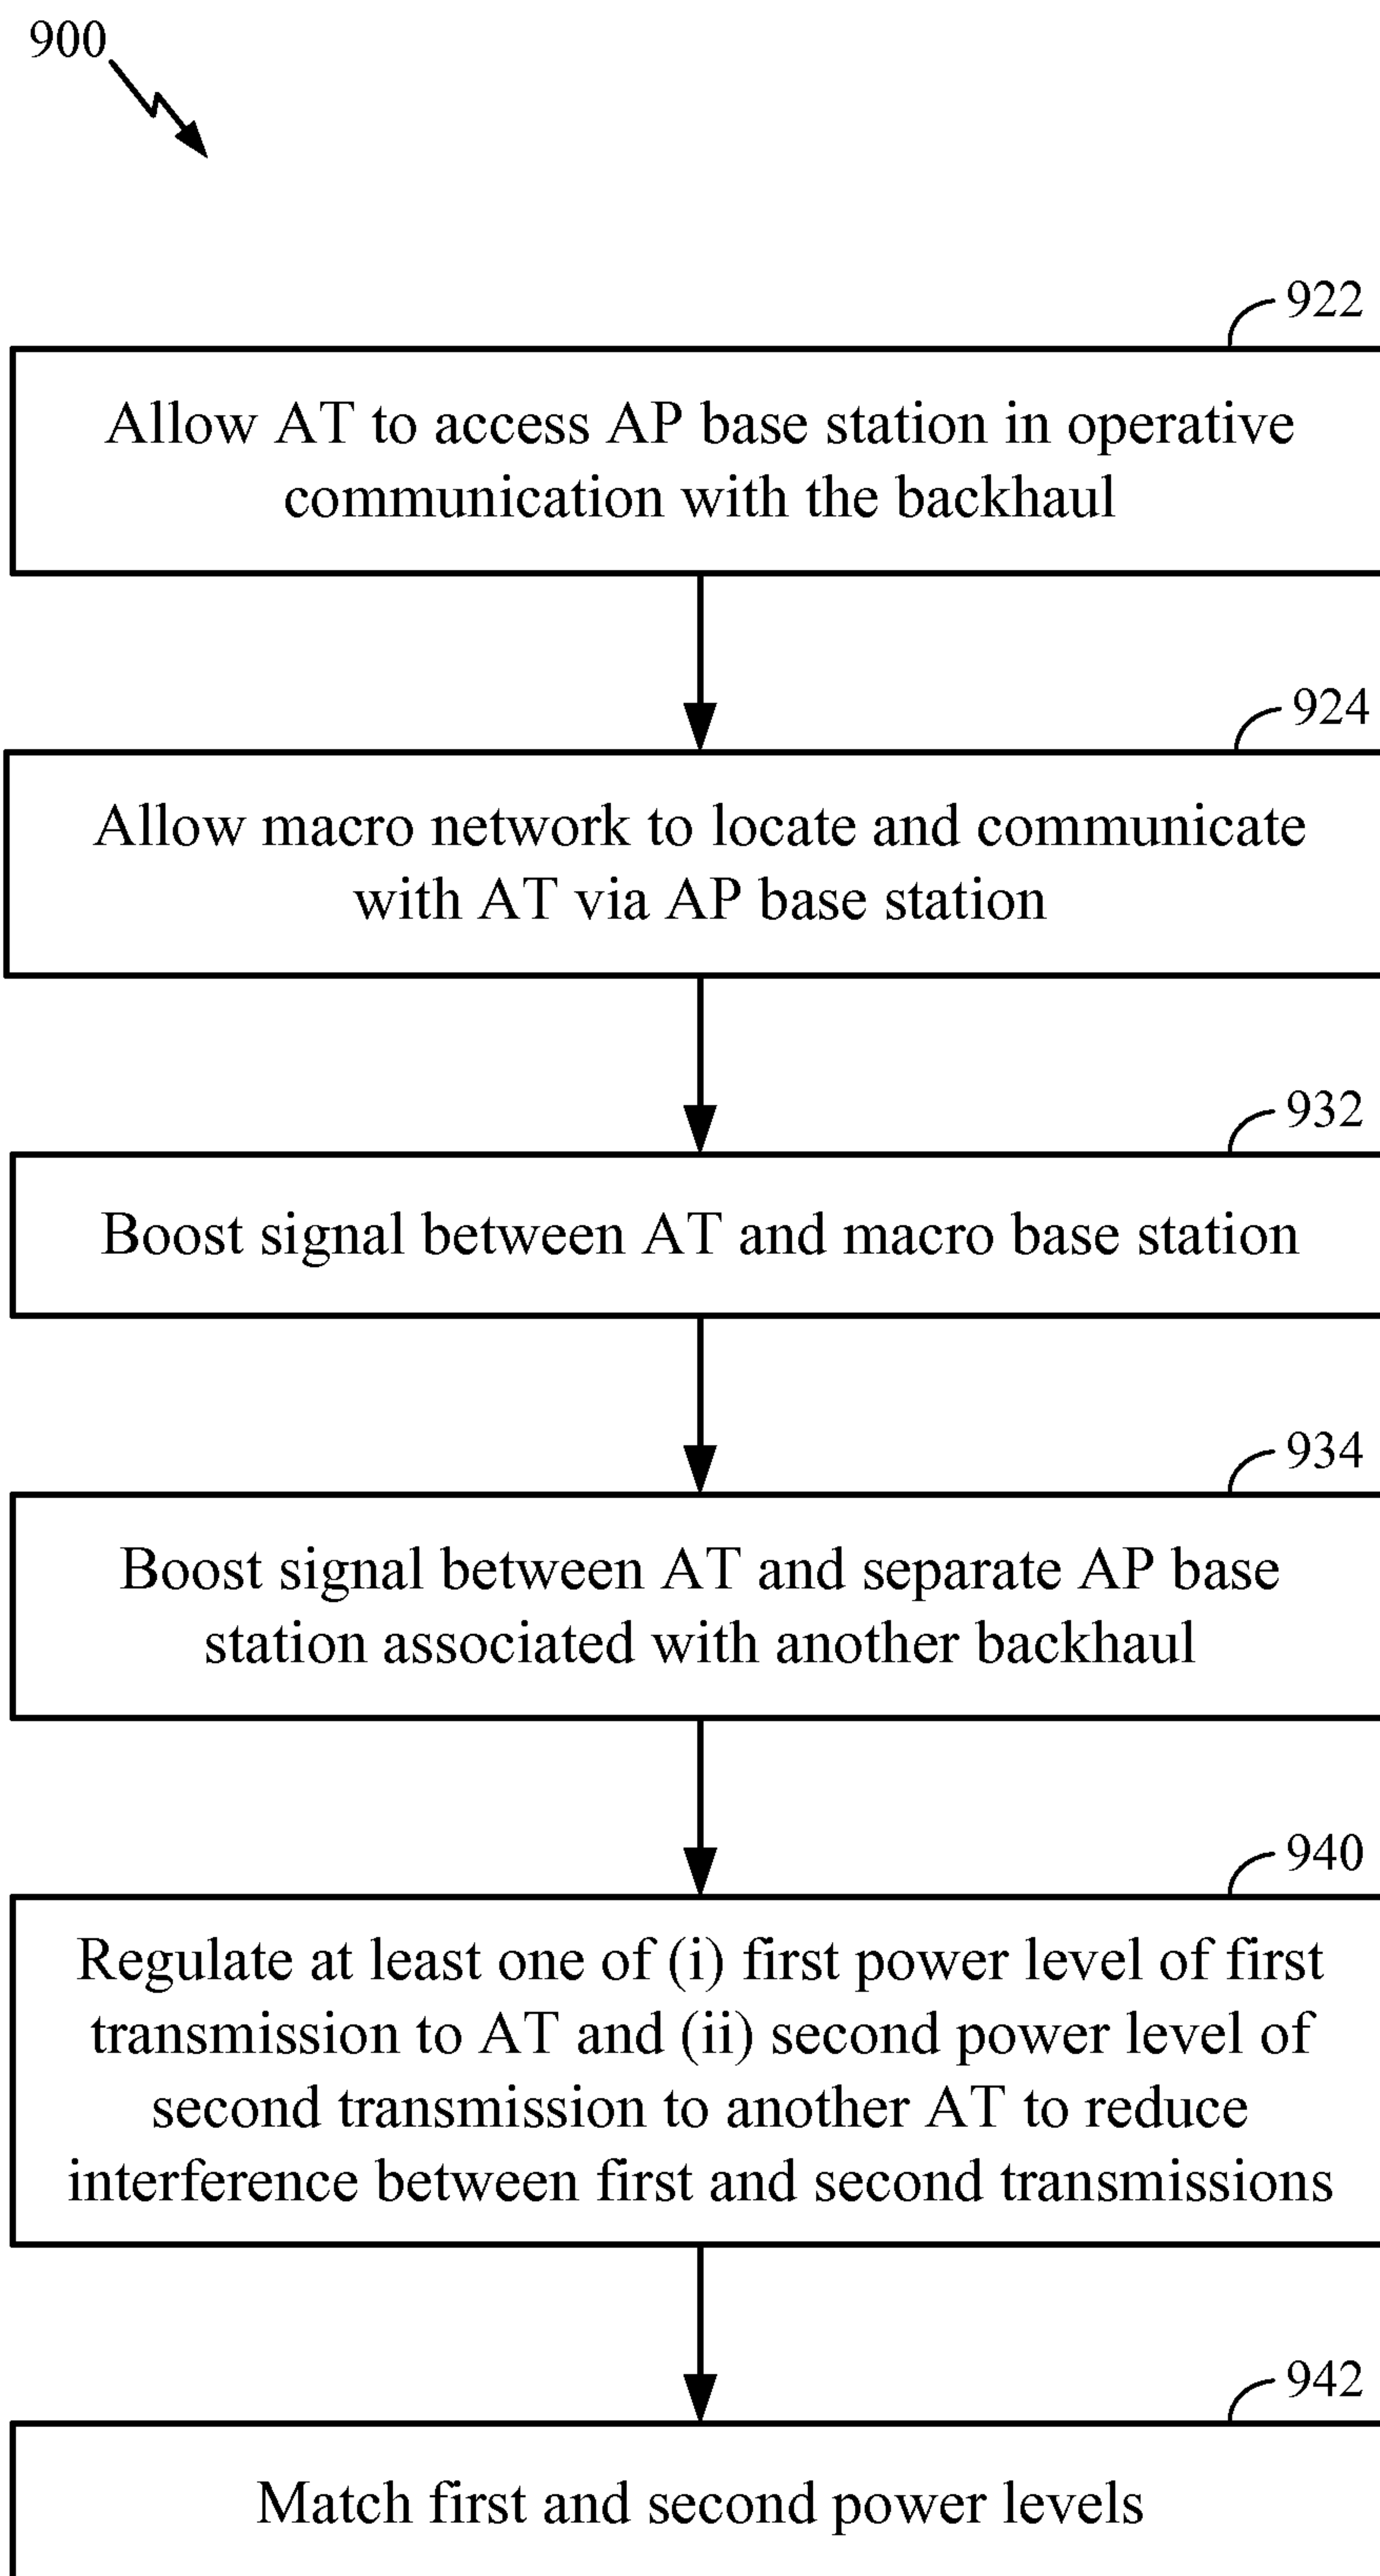 900
922
Allow AT to access AP base station in operative
communication with the backhaul
924
Allow macro network to locate and communicate
with AT via AP base station
932
Boost signal between AT and macro base station
934
Boost signal between AT and separate AP base
station associated with another backhaul
940
Regulate at least one of (i) first power level of first
transmission to AT and (ii) second power level of
second transmission to another AT to reduce
interference between first and second transmissions
942
Match first and second power levels